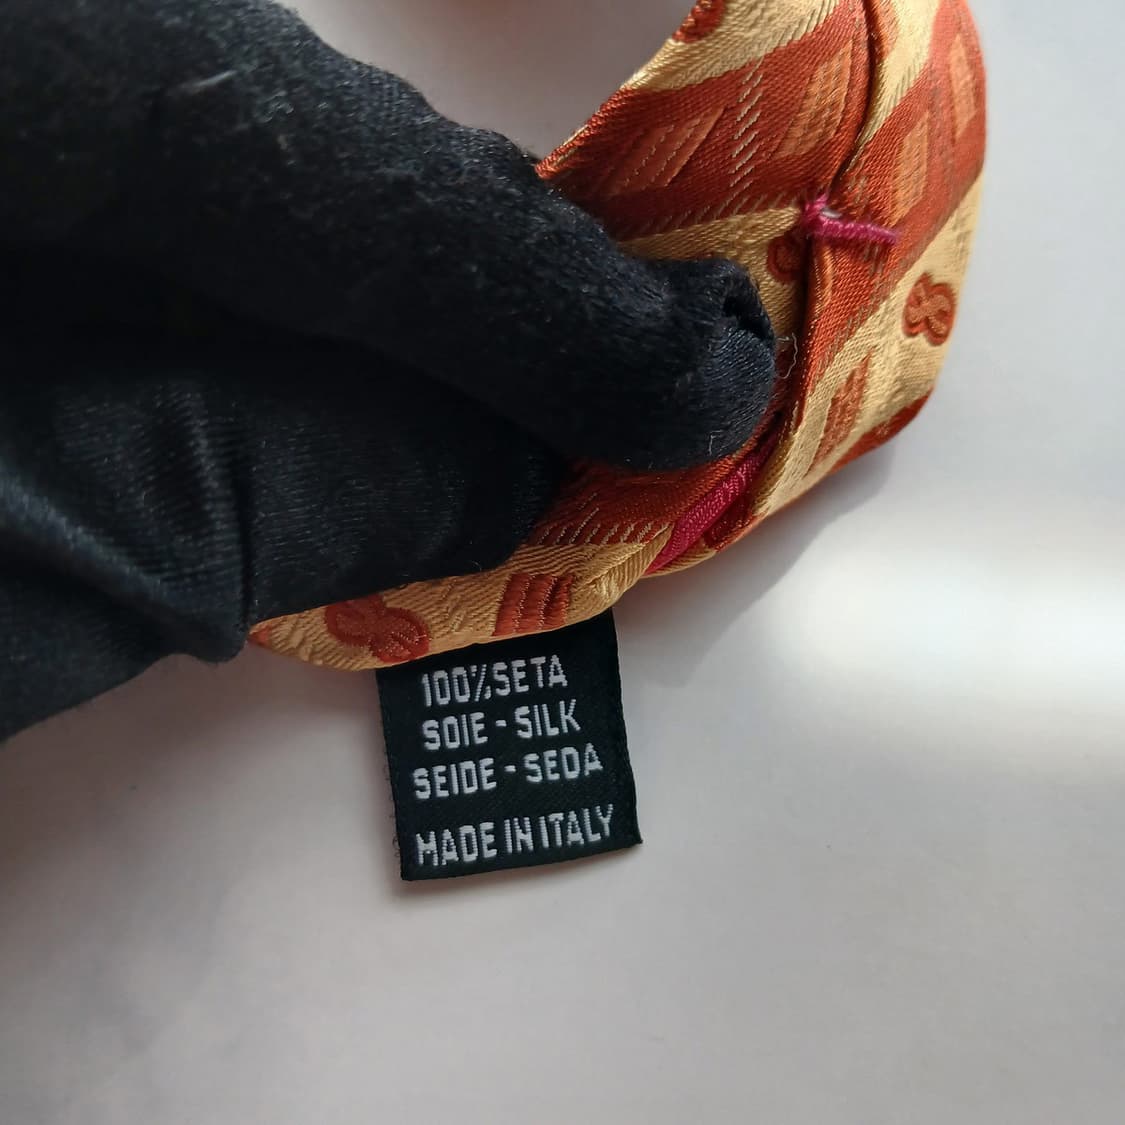 100%SETA
SOIE - SILK
SEIDE - SEDA
MADE IN ITALY